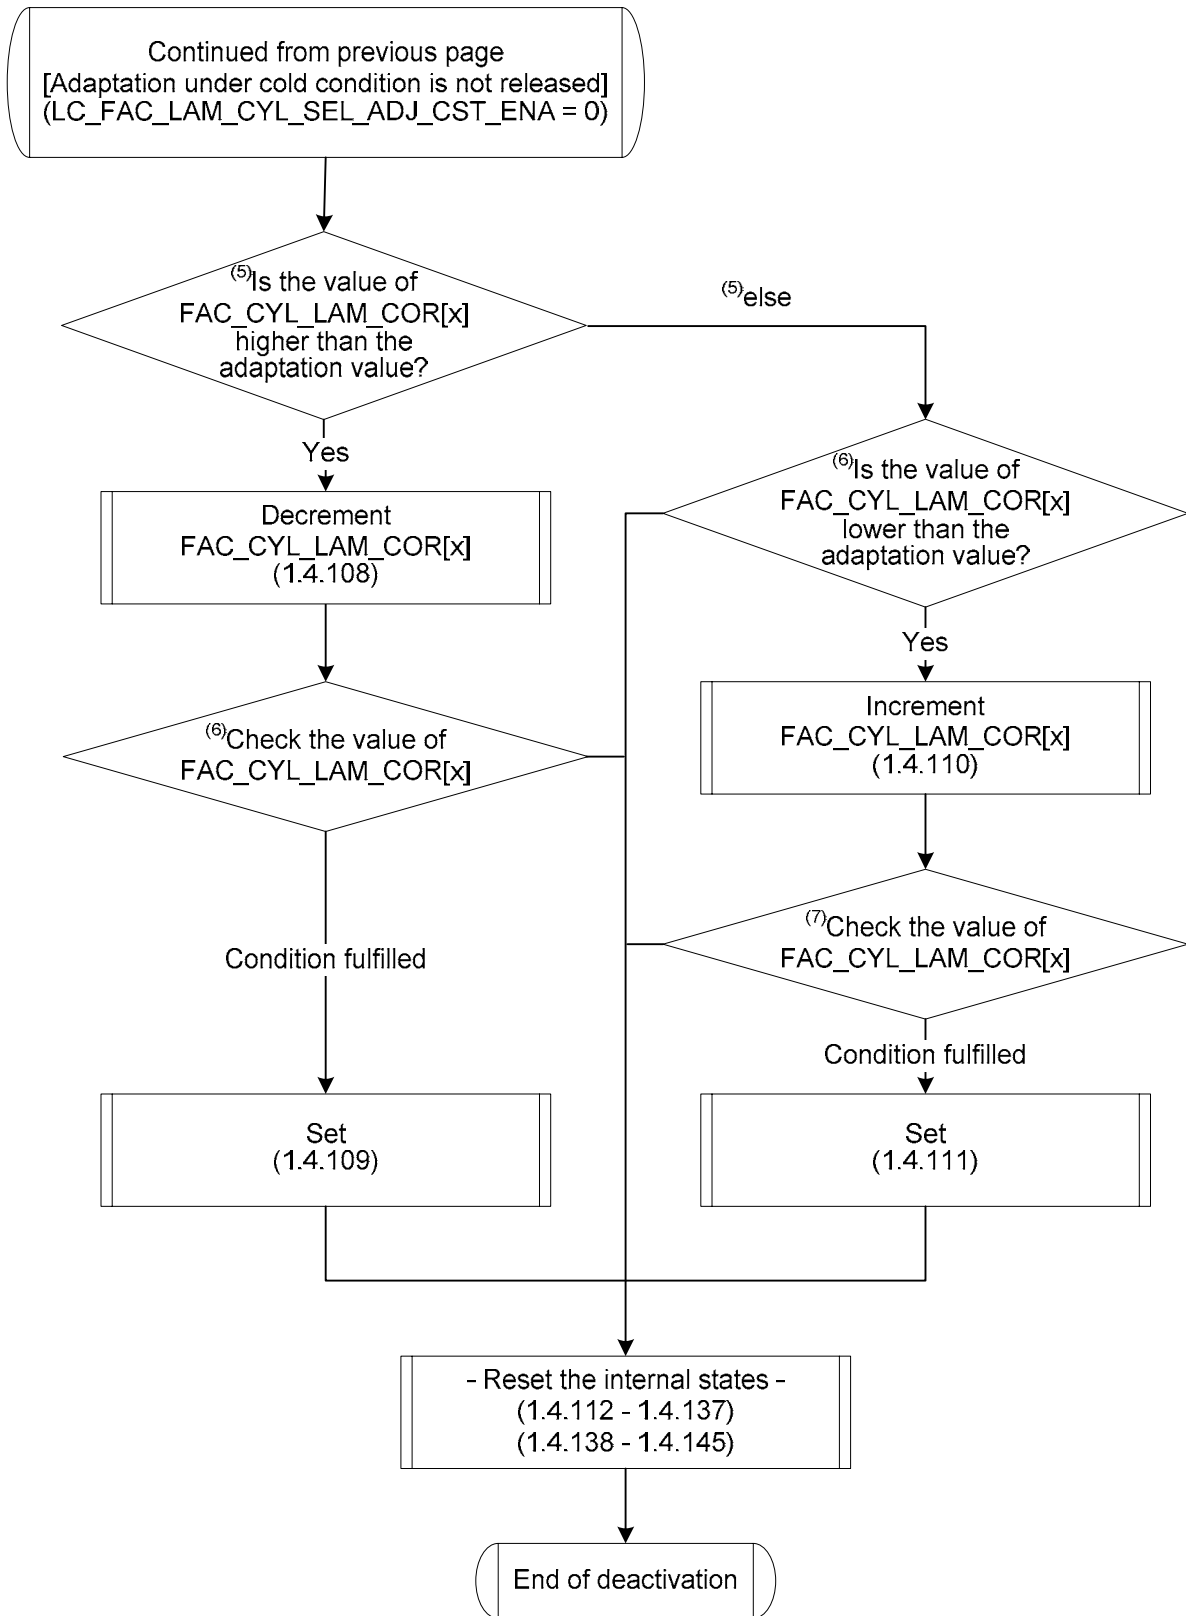 Continued from previous page
[Adaptation under cold condition is not released]
(LC_FAC_LAM_CYL_SEL_ADJ_CST_ENA = 0)
(5)Is the value of
FAC_CYL_LAM_COR[x]
higher than the
adaptation value?
(5)else
Yes
Decrement
FAC_CYL_LAM_COR[x]
(1.4.108)
(6)Is the value of
FAC_CYL_LAM_COR[x]
lower than the
adaptation value?
Yes
Increment
FAC_CYL_LAM_COR[x]
(1.4.110)
(6)Check the value of
FAC_CYL_LAM_COR[x]
(7)Check the value of
FAC_CYL_LAM_COR[x]
Condition fulfilled
Condition fulfilled
Set
(1.4.109)
Set
(1.4.111)
- Reset the internal states -
(1.4.112 - 1.4.137)
(1.4.138 - 1.4.145)
End of deactivation